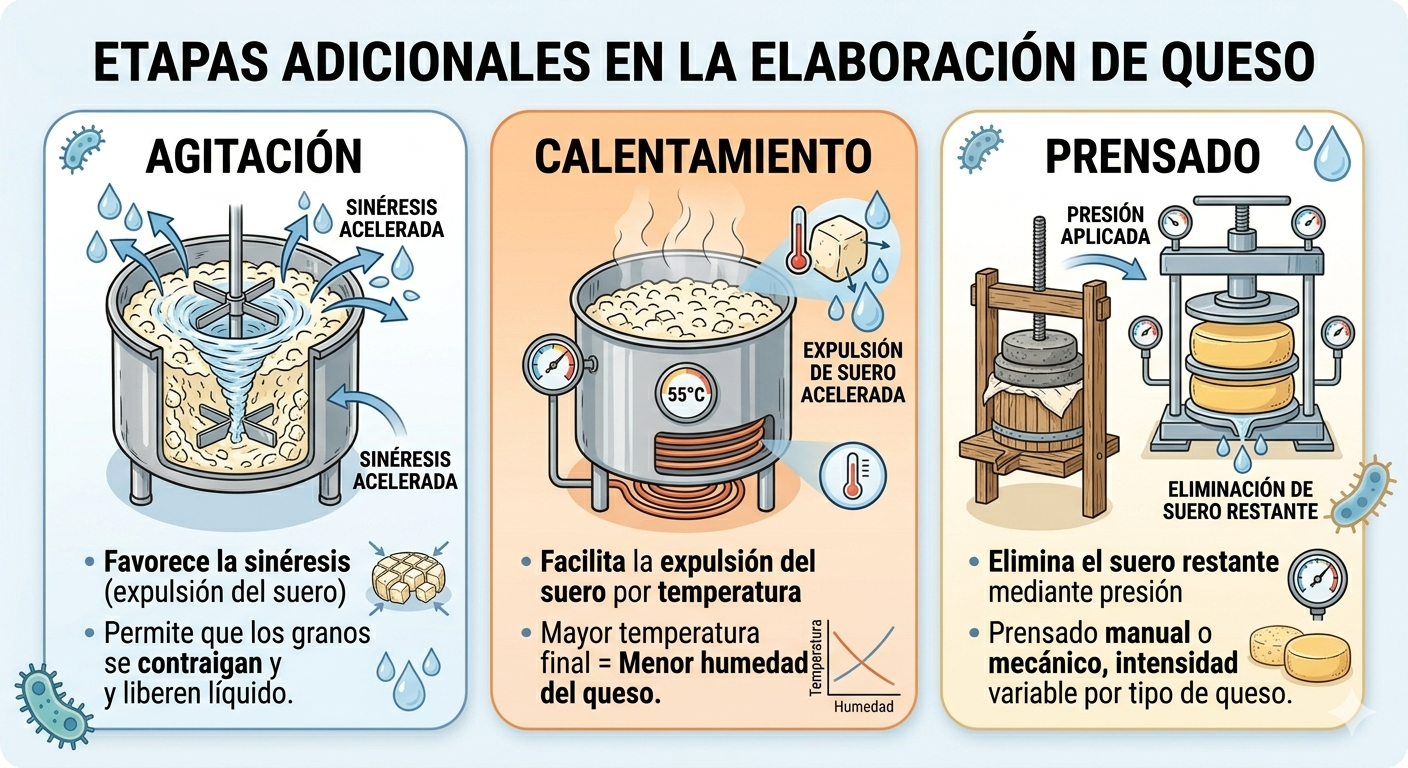 ETAPAS ADICIONALES EN LA ELABORACIÓN DE QUESO
AGITACIÓN
SINÉRESIS
ACELERADA
SINÉRESIS
ACELERADA
• Favorece la sinéresis
(expulsión del suero)
• Permite que los granos
se contraigan y
y liberen líquido.
CALENTAMIENTO
55°C
EXPULSIÓN
DE SUERO
ACELERADA
• Facilita la expulsión del
suero por temperatura
• Mayor temperatura
final = Menor humedad
del queso.
Temperatura
Humedad
PRENSADO
PRESIÓN
APLICADA
ELIMINACIÓN DE
SUERO RESTANTE
• Elimina el suero restante
mediante presión
• Prensado manual o
mecánico, intensidad
variable por tipo de queso.